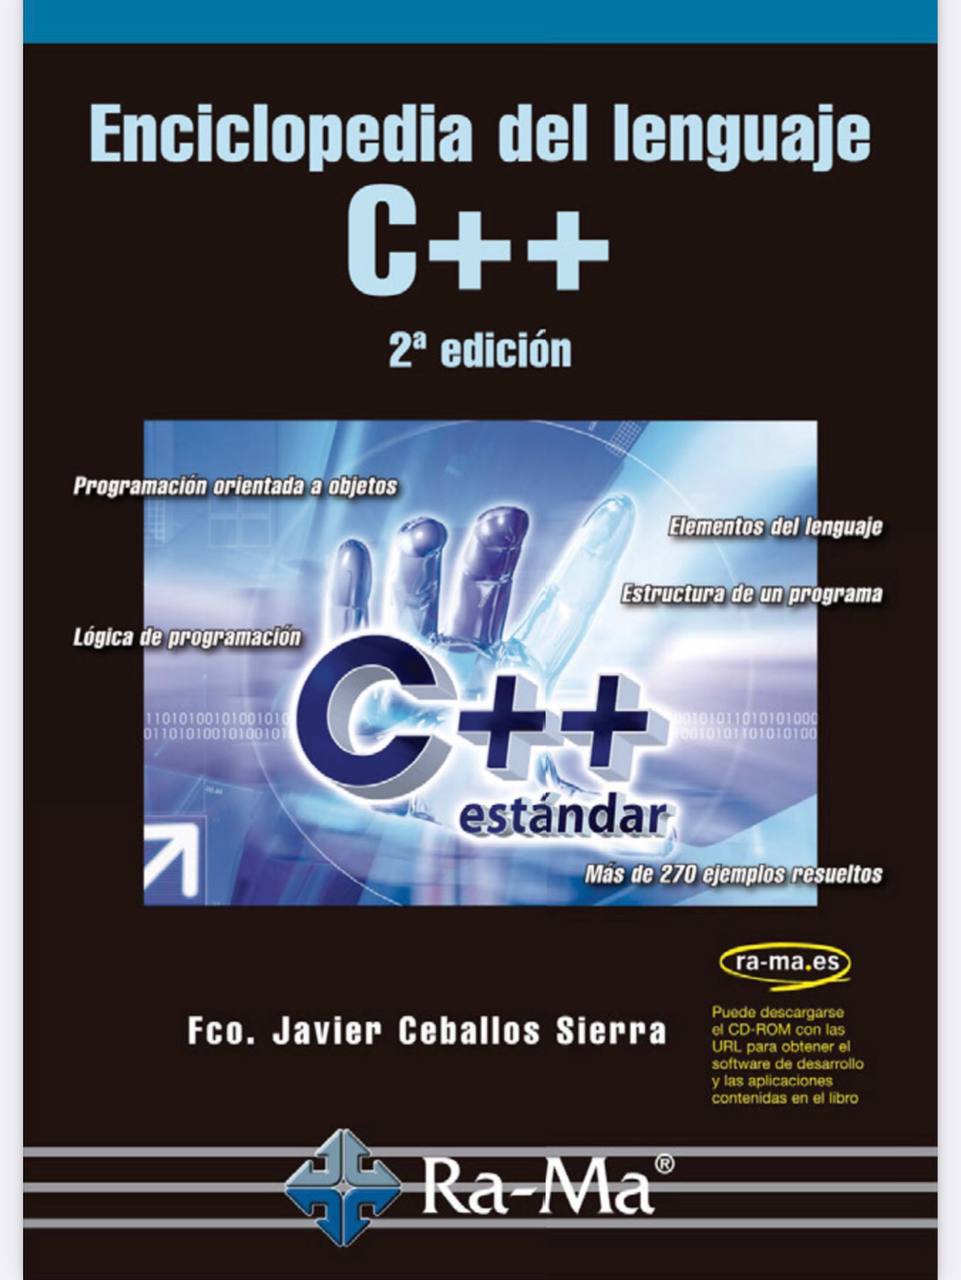 Enciclopedia del lenguaje
C++
2ª edición
Programación orientada a objetos
Elementos del lenguaje
Estructura de un programa
Lógica de programación
C++
estándar
Más de 270 ejemplos resueltos
ra-ma.es
Fco. Javier Ceballos Sierra
Puede descargarse
el CD-ROM con las
URL para obtener el
software de desarrollo
y las aplicaciones
contenidas en el libro
Ra-Ma®